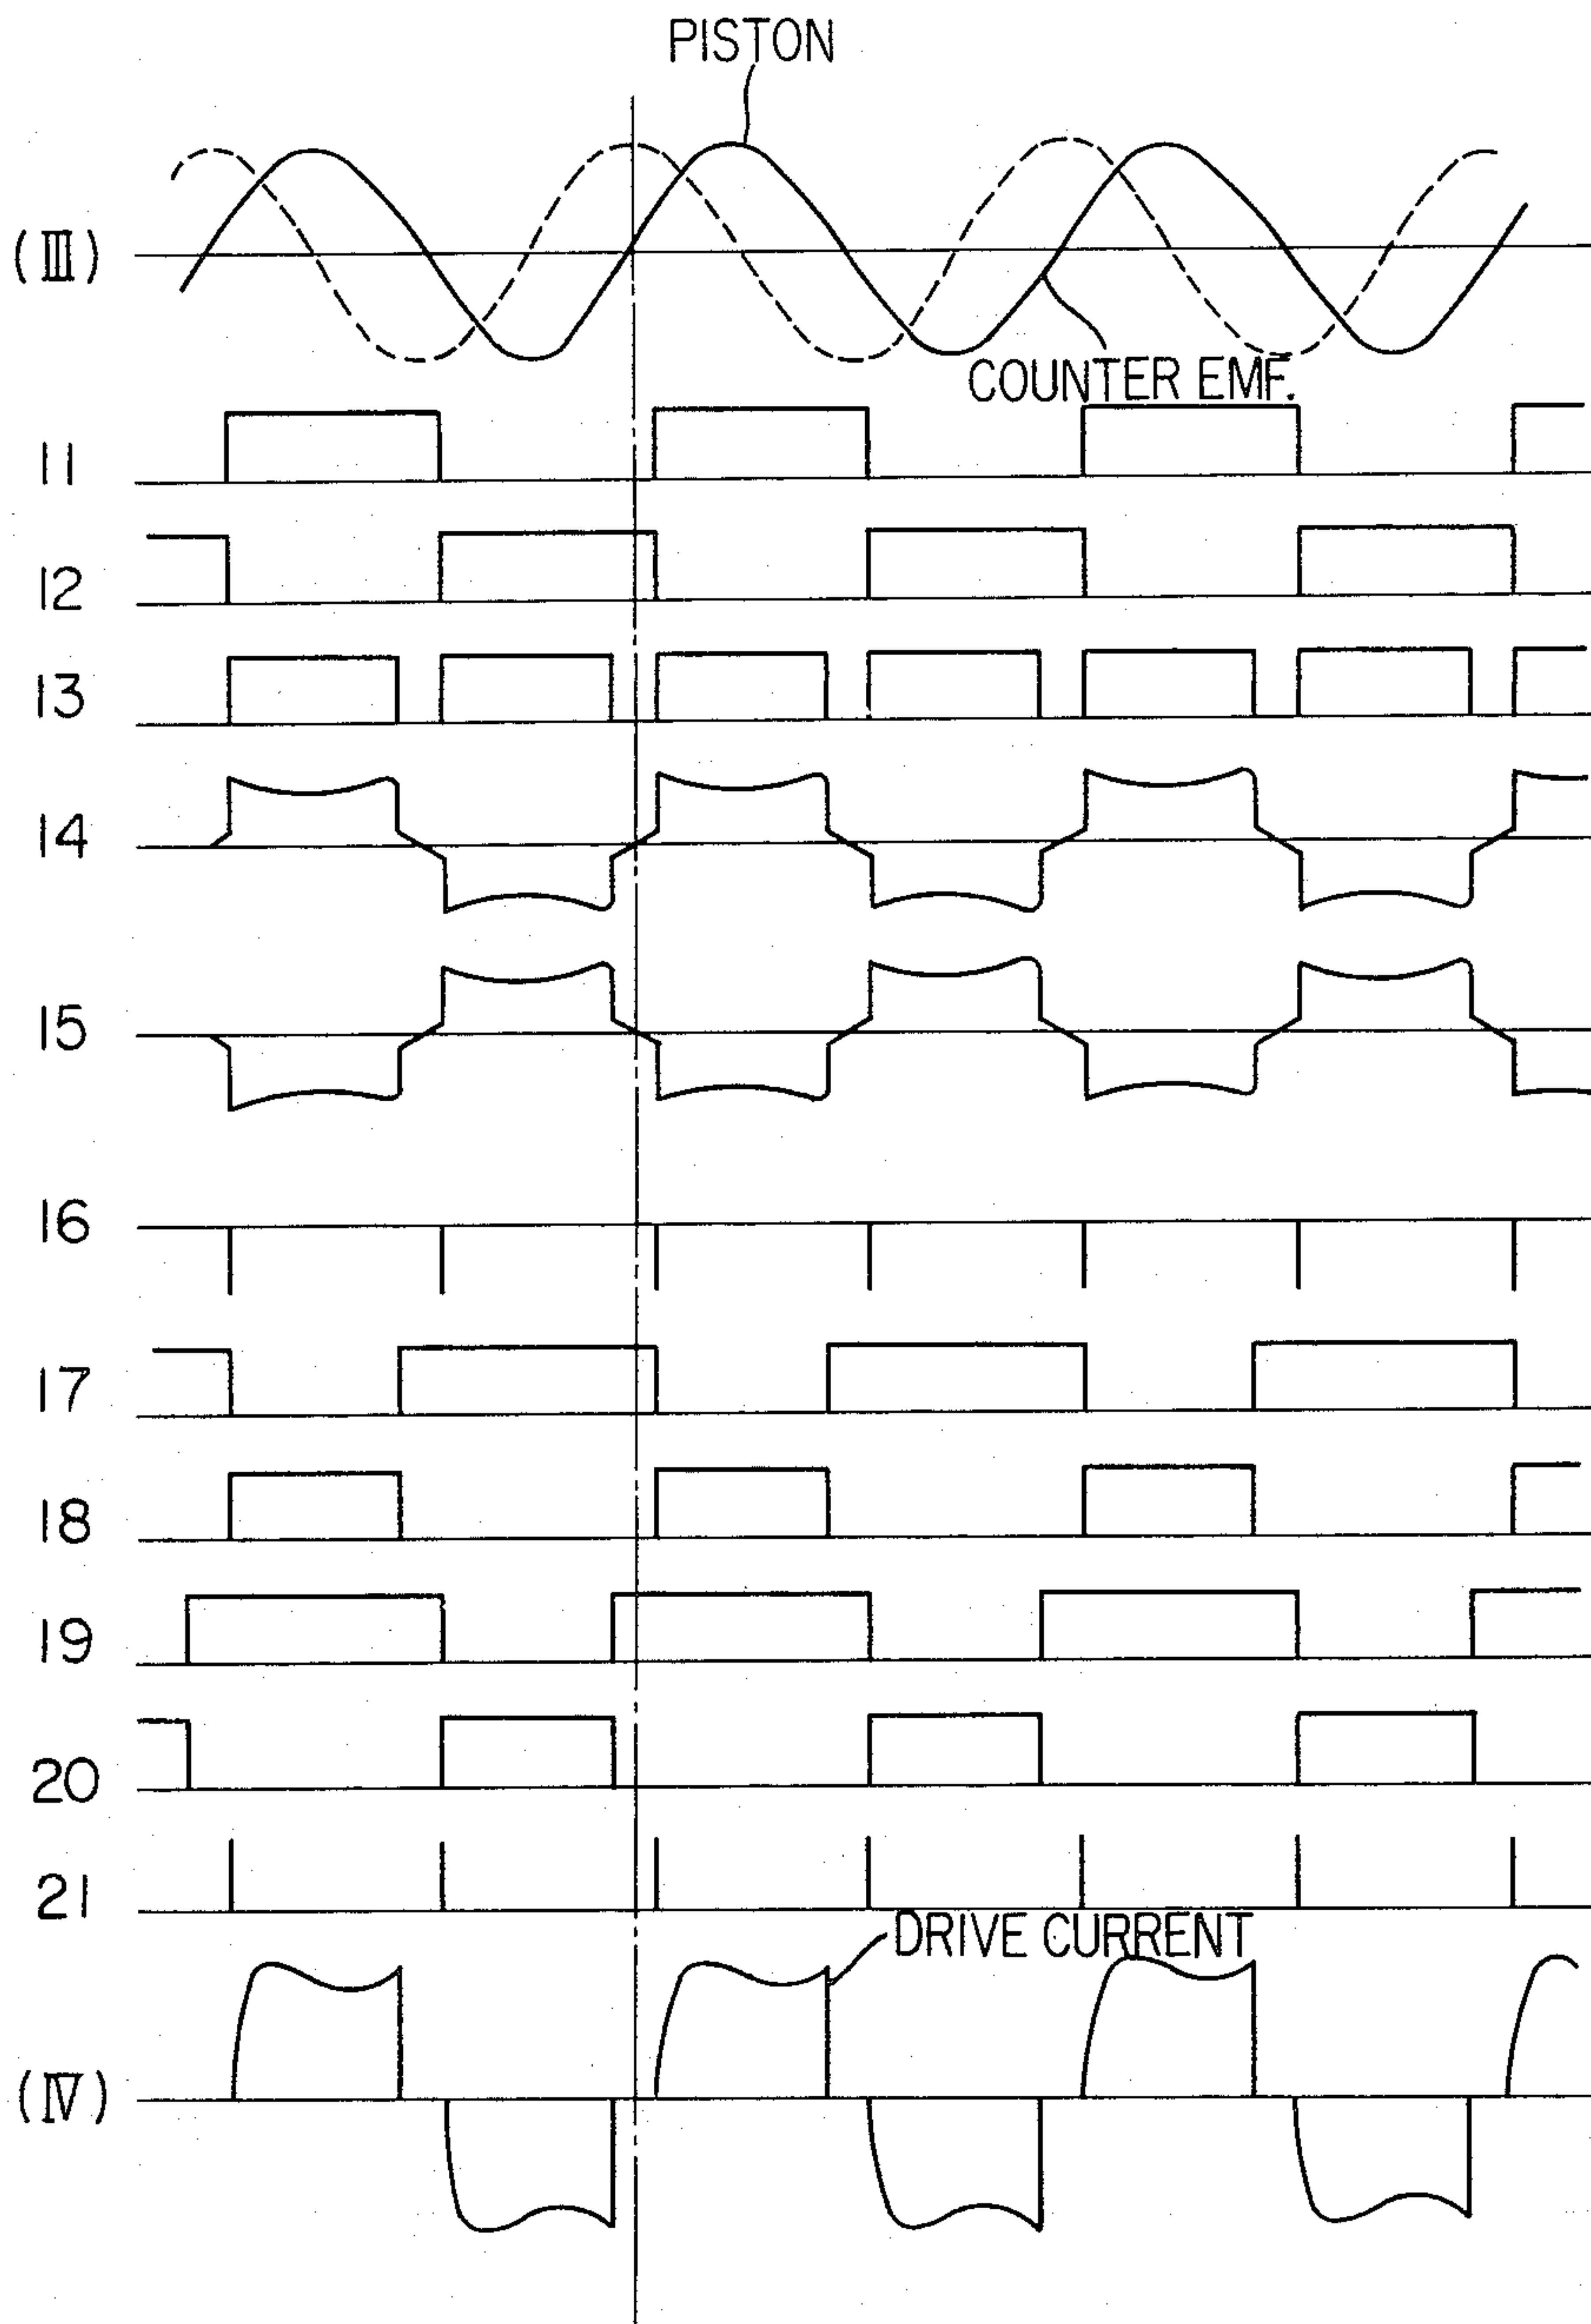 PISTON
(III)
COUNTER EMF.
11
12
13
14
15
16
17
18
19
20
21
DRIVE CURRENT
(IV)